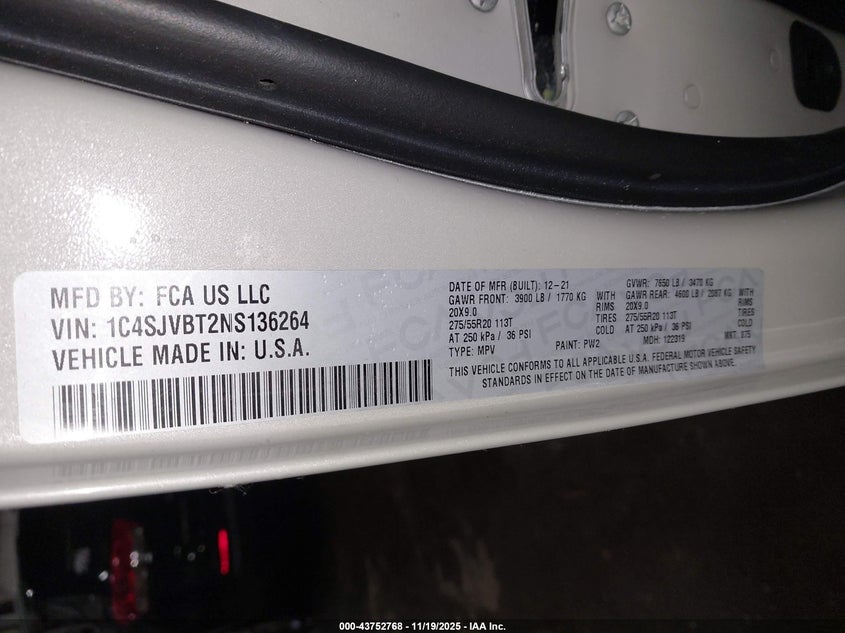 MFD BY: FCA US LLC
VIN: 1C4SJVBT2NS136264
VEHICLE MADE IN: U.S.A.
DATE OF MFR (BUILT): 12-21
GVWR: 7650 LB / 3470 KG
GAWR FRONT: 3900 LB / 1770 KG WITH
GAWR REAR: 4600 LB / 2087 KG WITH
20X9.0 RIMS
20X9.0 RIMS
275/55R20 113T TIRES
275/55R20 113T TIRES
AT 250 kPa / 36 PSI COLD
AT 250 kPa / 36 PSI COLD
TYPE: MPV PAINT: PW2 MDH: 122319 MNT. X75
THIS VEHICLE CONFORMS TO ALL APPLICABLE U.S.A. FEDERAL MOTOR VEHICLE SAFETY
STANDARDS IN EFFECT ON THE DATE OF MANUFACTURE SHOWN ABOVE.
000-43752768 - 11/19/2025 - IAA Inc.